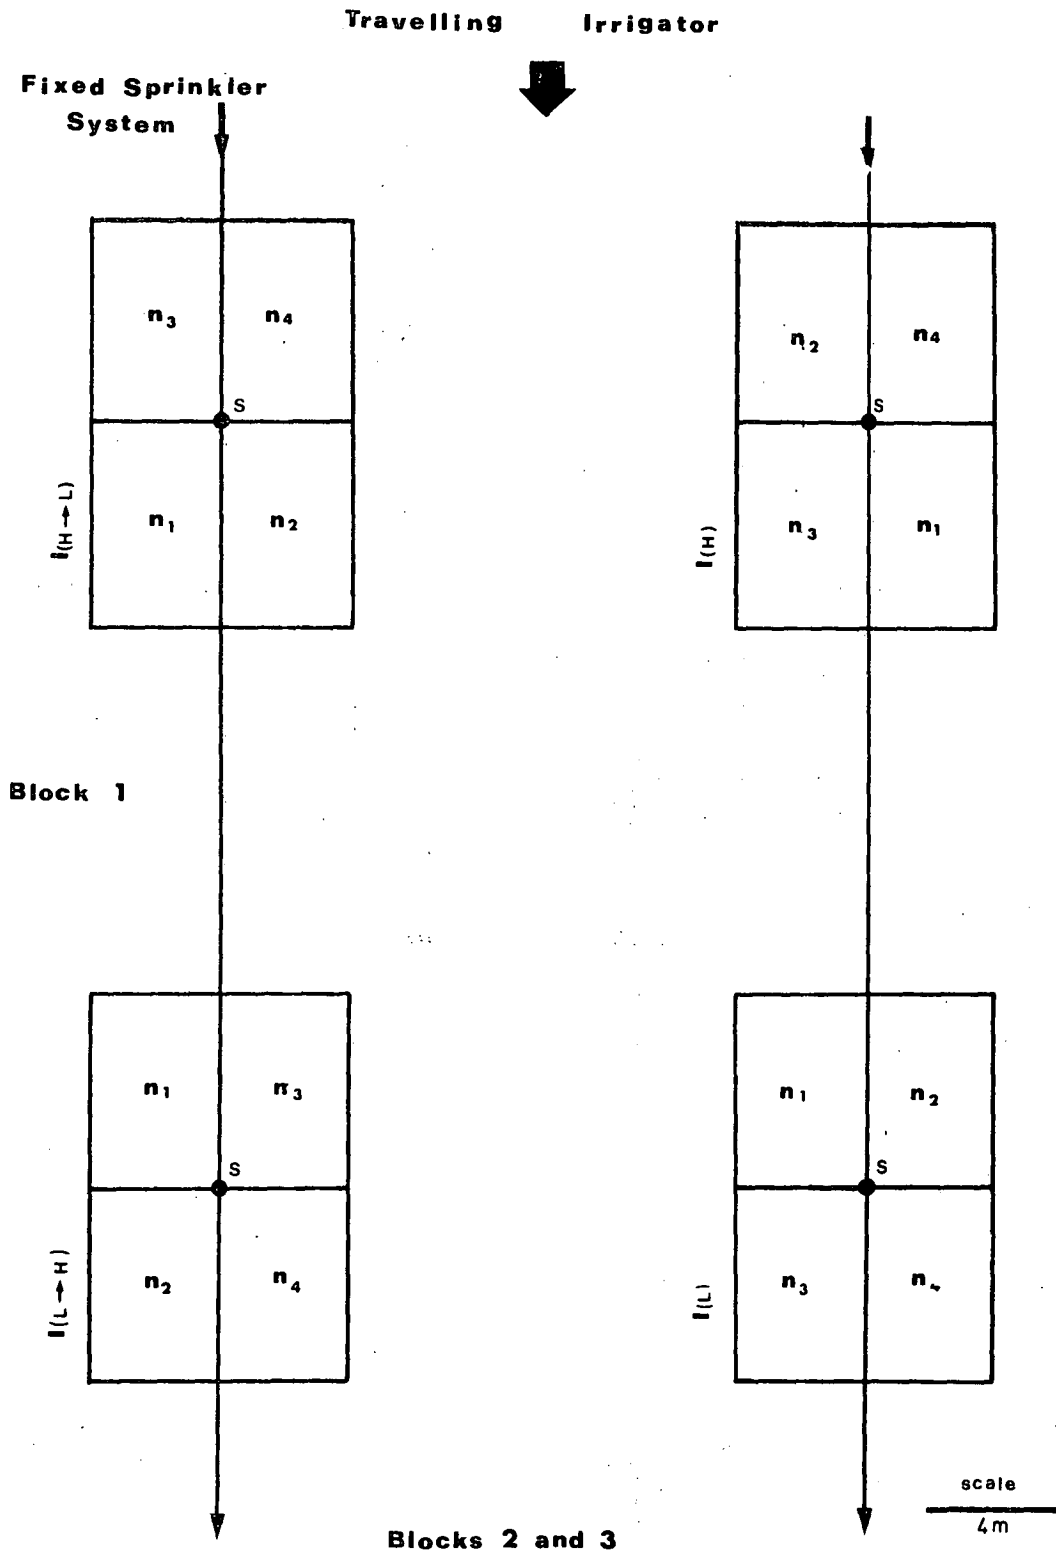 Travelling Irrigator
Fixed Sprinkler
System
n3 n4
n2 n4
S
S
I(H→L)
n1 n2
I(H)
n3 n1
Block 1
n1 n3
n1 n2
S
S
I(L→H)
n2 n4
I(L)
n3 n
scale
4m
Blocks 2 and 3